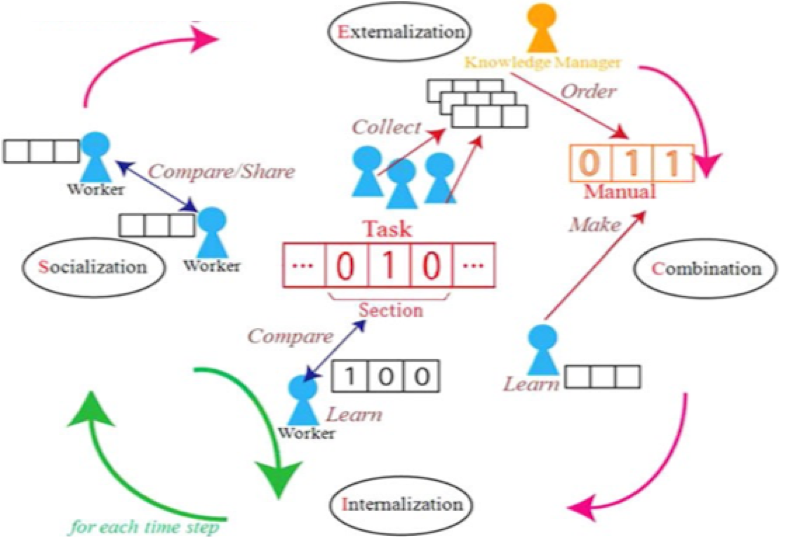 Externalization
Knowledge Manager
Order
Collect
0 1 1
Manual
Compare/Share
Worker
Make
Task
Worker
Socialization
... 0 1 0 ...
Combination
Section
Compare
1 0 0
Learn
Learn
Worker
Internalization
for each time step